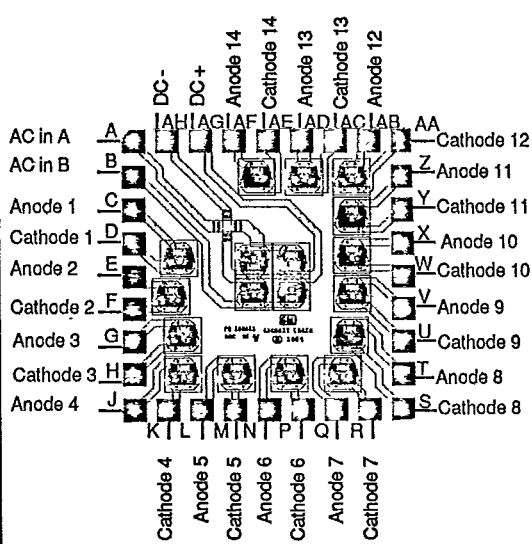 DC-
DC+
Anode 14
Cathode 14
Anode 13
Cathode 13
Anode 12
AH AG AF AE AD AC AB AA
AC in A A
AC in B B
Anode 1 C
Cathode 1 D
Anode 2 E
Cathode 2 F
Anode 3 G
Cathode 3 H
Anode 4 J
Cathode 12
Z Anode 11
Y Cathode 11
X Anode 10
W Cathode 10
V Anode 9
U Cathode 9
T Anode 8
S Cathode 8
K L M N P Q R
Cathode 4
Anode 5
Cathode 5
Anode 6
Cathode 6
Anode 7
Cathode 7